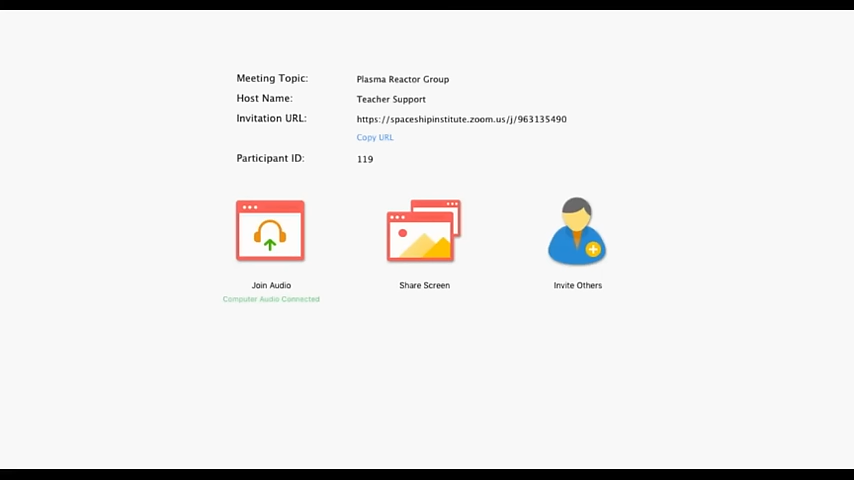 Meeting Topic: Plasma Reactor Group
Host Name: Teacher Support
Invitation URL: https://spaceshipinstitute.zoom.us/j/963135490
Copy URL
Participant ID: 119
Join Audio Share Screen Invite Others
Computer Audio Connected